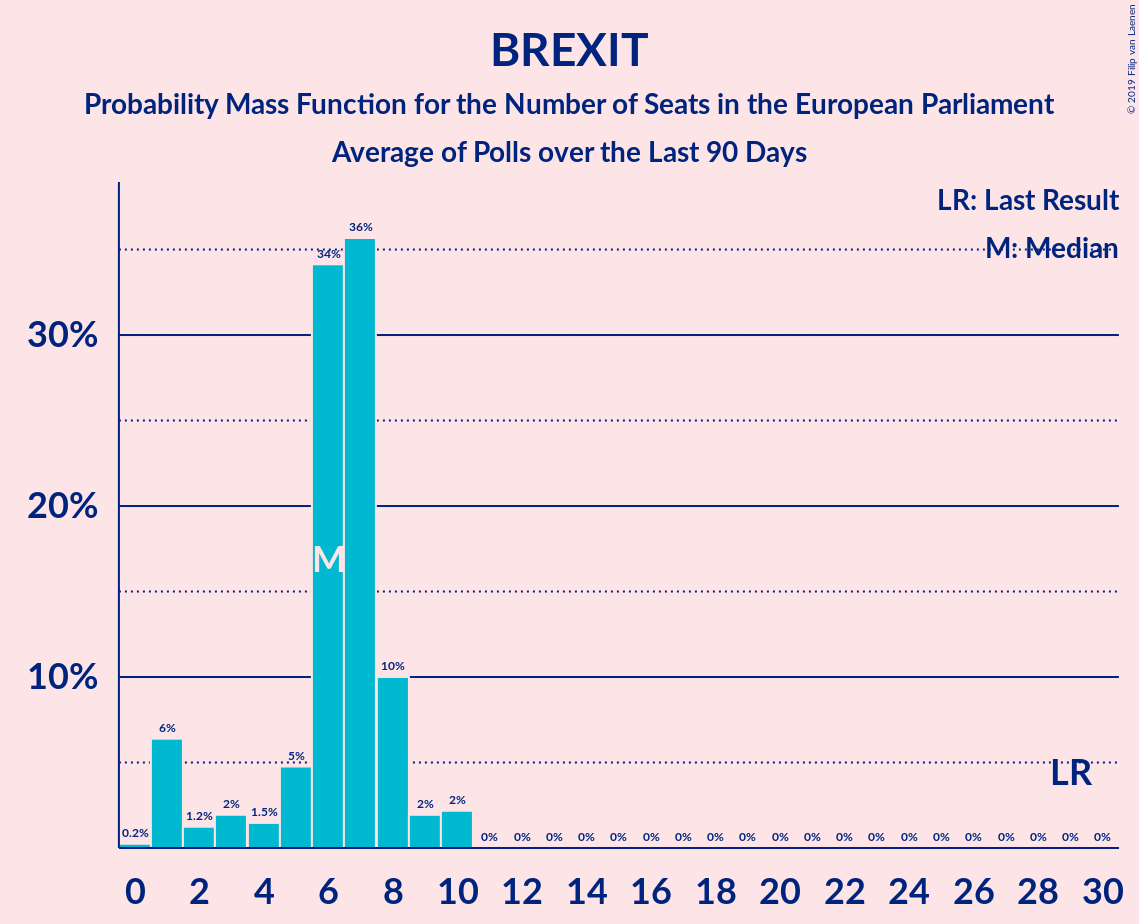 BREXIT
Probability Mass Function for the Number of Seats in the European Parliament
Average of Polls over the Last 90 Days
© 2019 Filip van Laenen
LR: Last Result
M: Median
30%
20%
10%
0.2% 6% 1.2% 2% 1.5% 5% 34% 36% 10% 2% 2% 0% 0% 0% 0% 0% 0% 0% 0% 0% 0% 0% 0% 0% 0% 0% 0% 0% 0% 0% 0%
M
LR
0 2 4 6 8 10 12 14 16 18 20 22 24 26 28 30